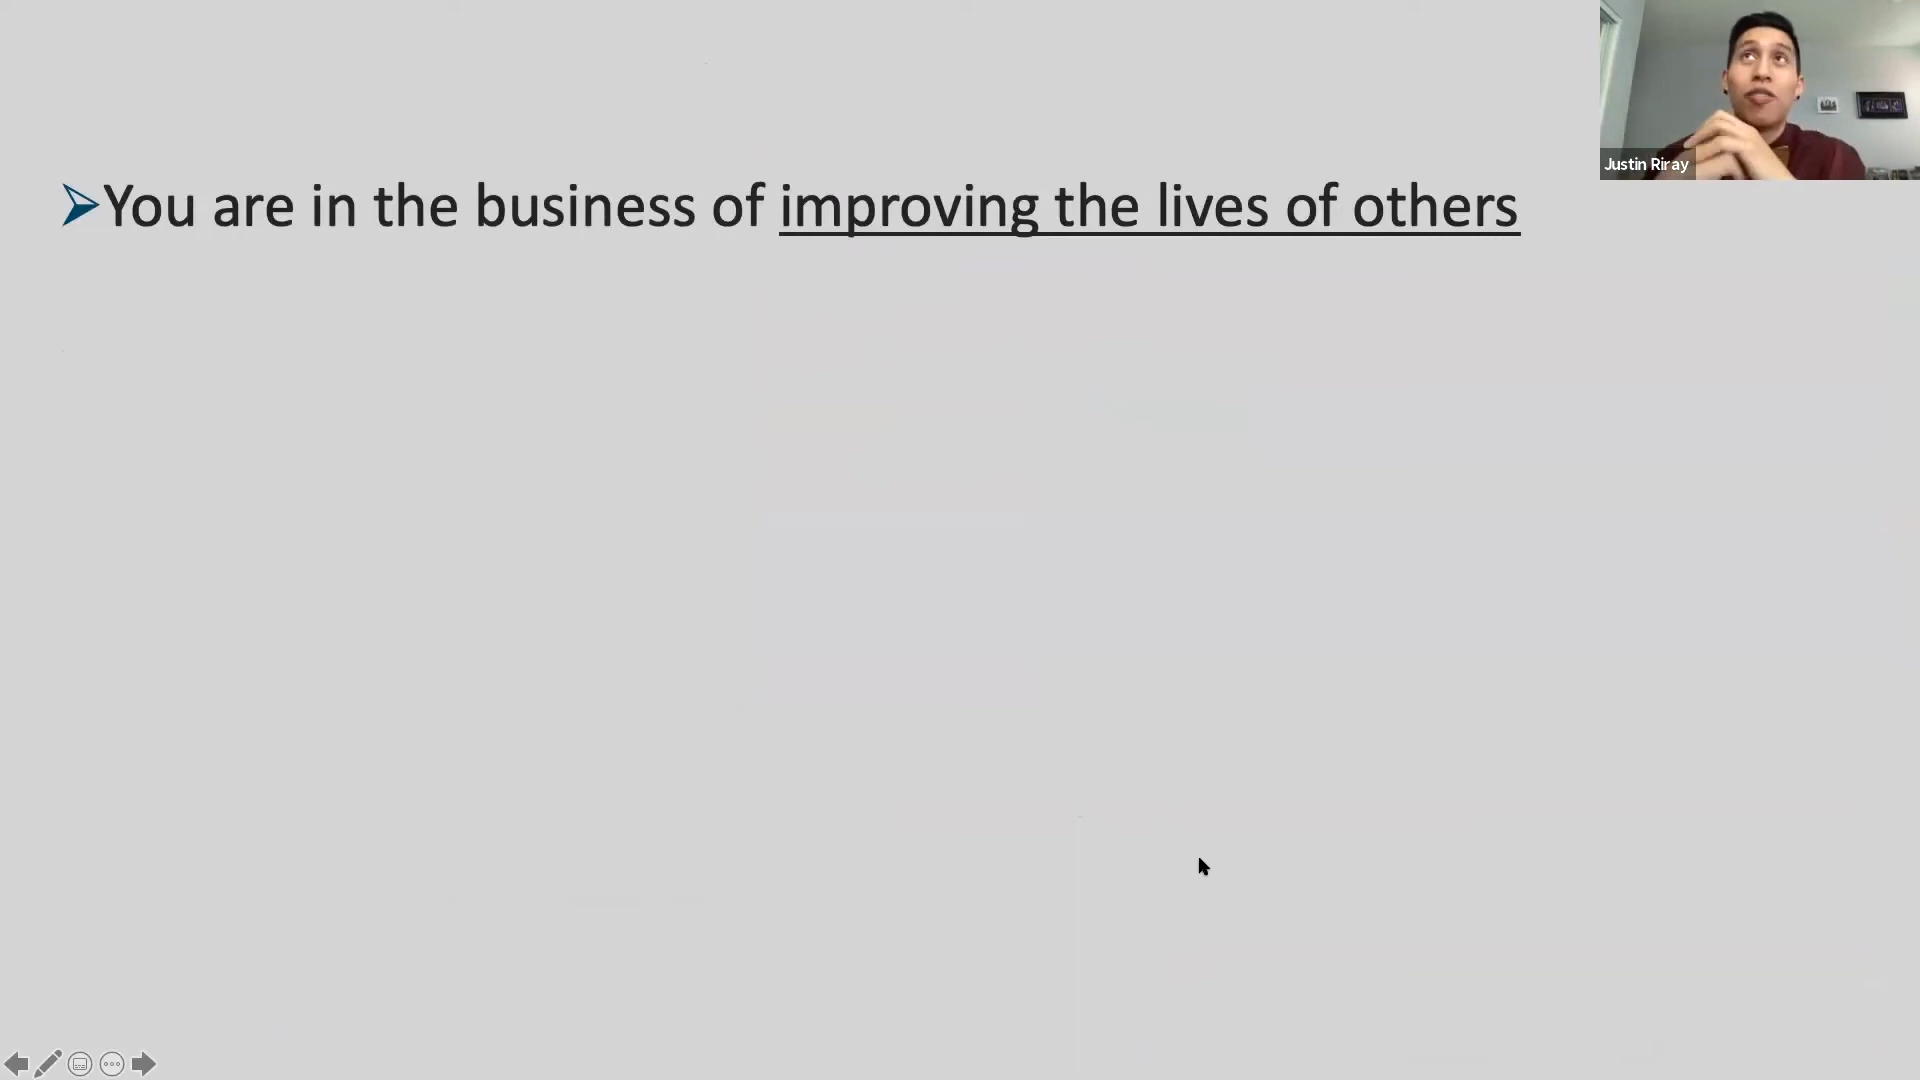 You are in the business of improving the lives of others
Justin Riray